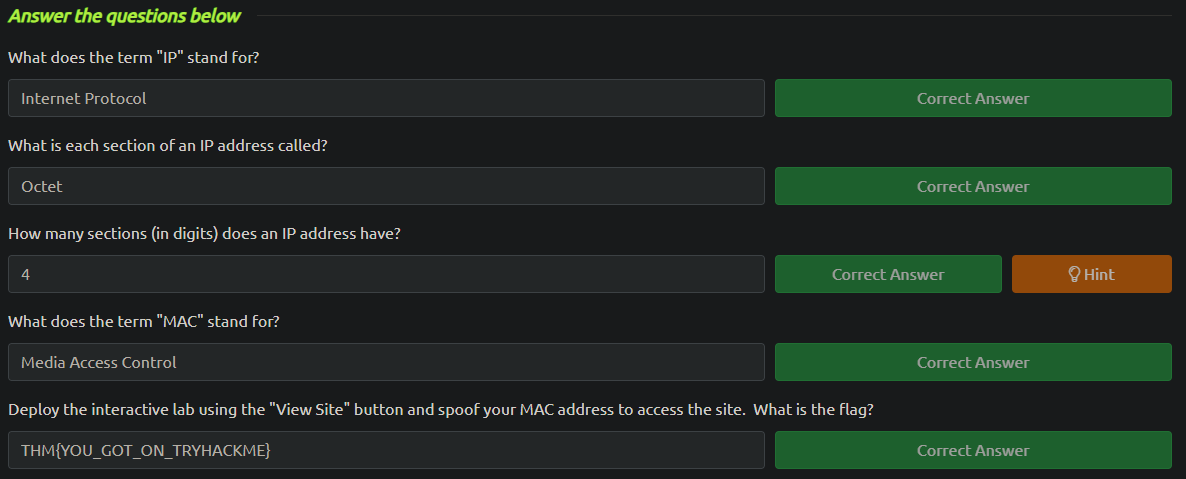 Answer the questions below
What does the term "IP" stand for?
Internet Protocol
Correct Answer
What is each section of an IP address called?
Octet
Correct Answer
How many sections (in digits) does an IP address have?
4
Correct Answer
Hint
What does the term "MAC" stand for?
Media Access Control
Correct Answer
Deploy the interactive lab using the "View Site" button and spoof your MAC address to access the site.  What is the flag?
THM{YOU_GOT_ON_TRYHACKME}
Correct Answer